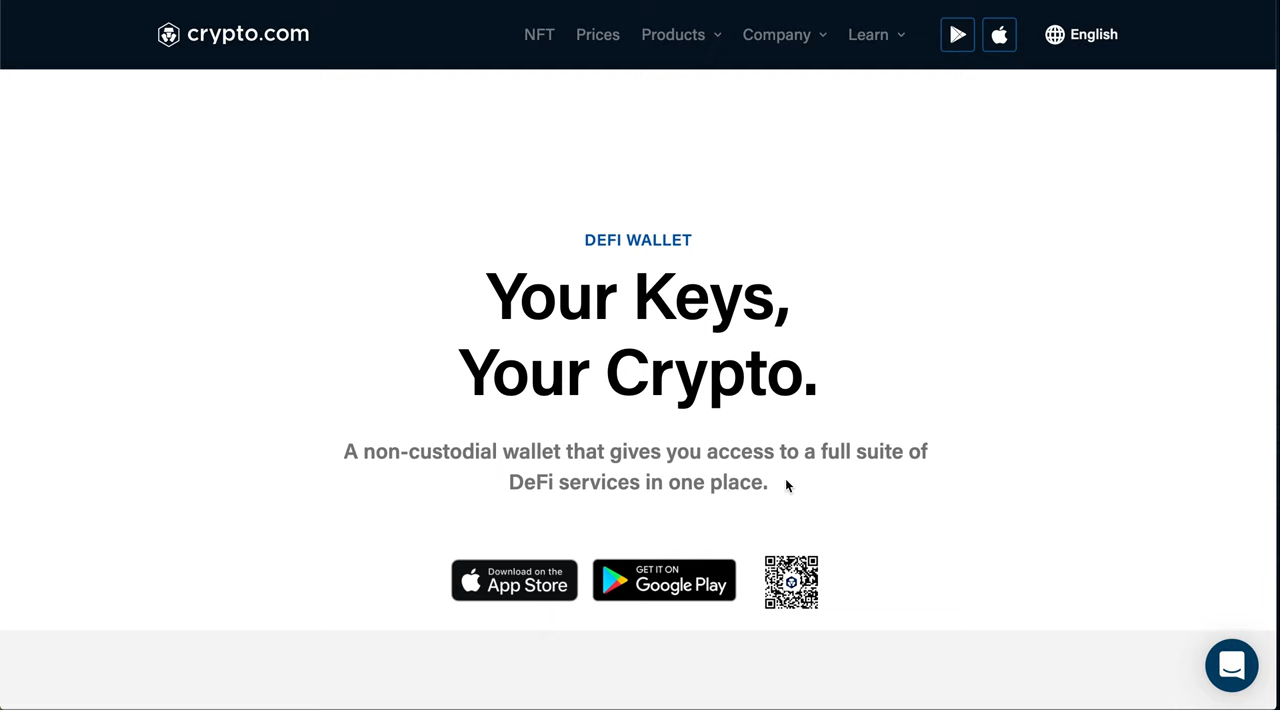 crypto.com NFT Prices Products Company Learn English
DEFI WALLET
Your Keys,
Your Crypto.
A non-custodial wallet that gives you access to a full suite of
DeFi services in one place.
Download on the
App Store
GET IT ON
Google Play